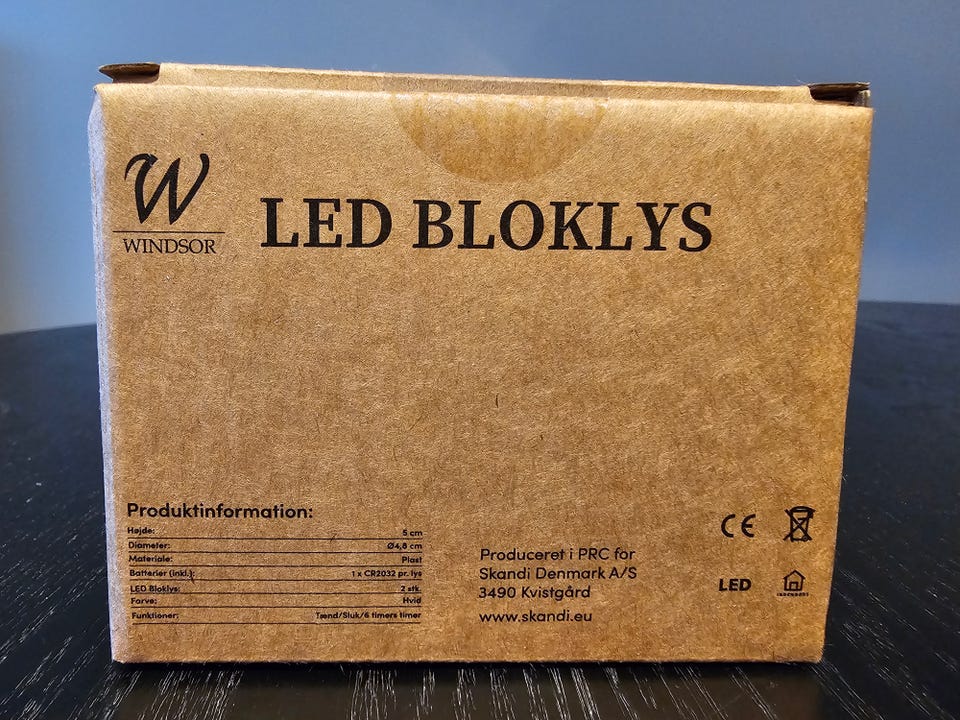 W
WINDSOR
LED BLOKLYS
Produktinformation:
Højde: 5 cm
Diameter: Ø4,8 cm
Materiale: Plast
Batterier (inkl.): 1 x CR2032 pr. lys
LED Bloklys: 2 stk.
Farve: Hvid
Funktioner: Tænd/Sluk/6 timers timer
Produceret i PRC for
Skandi Denmark A/S
3490 Kvistgård
www.skandi.eu
CE
LED